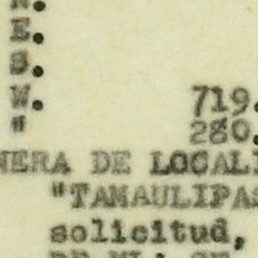 E.
S.
W. 719.
" 280.
NERA DE LOCALI
"TAMAULIPAS
solicitud,